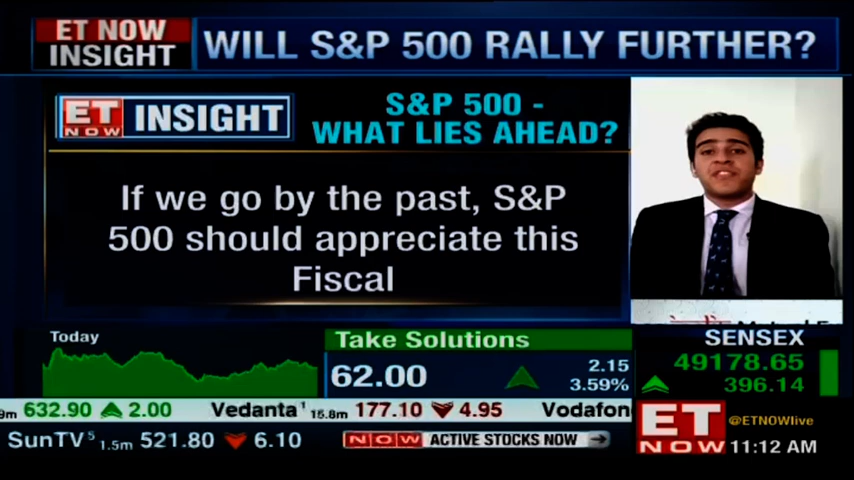 ET NOW
INSIGHT
WILL S&P 500 RALLY FURTHER?
ET
NOW
INSIGHT
S&P 500 -
WHAT LIES AHEAD?
If we go by the past, S&P
500 should appreciate this
Fiscal
Today
Take Solutions
62.00
2.15
3.59%
SENSEX
49178.65
396.14
9m 632.90 2.00 Vedanta 1 15.8m 177.10 4.95 Vodafon
SunTV 5 1.5m 521.80 6.10
NOW ACTIVE STOCKS NOW
ET
NOW
@ETNOWlive
11:12 AM